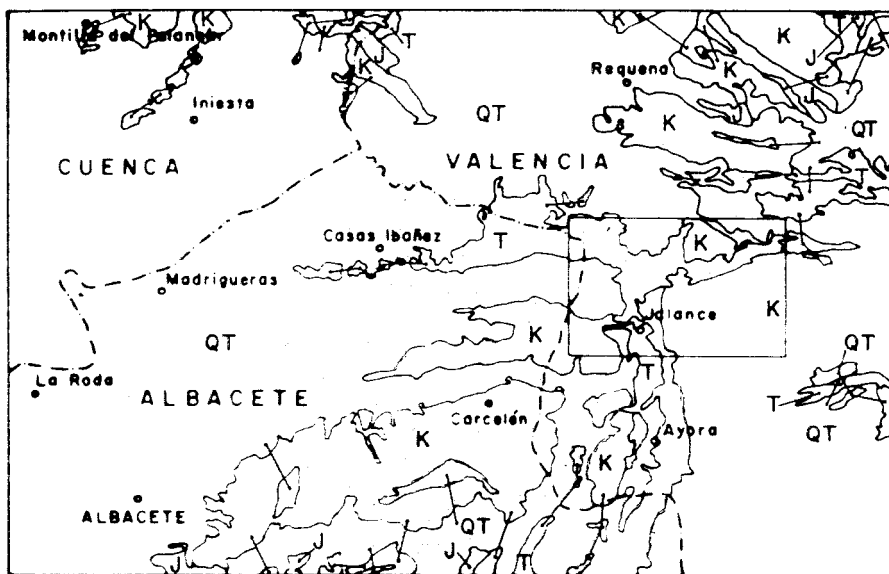 K K T K T
Montilla del Palancar
J J
K K
Requena
Iniesta
QT K QT
J J
CUENCA VALENCIA
T
Casas Ibañez T K
Madrigueras
K Jalance K
QT QT
T
La Roda
ALBACETE T
Carcelén QT
K Ayora
K
ALBACETE QT
J J J T